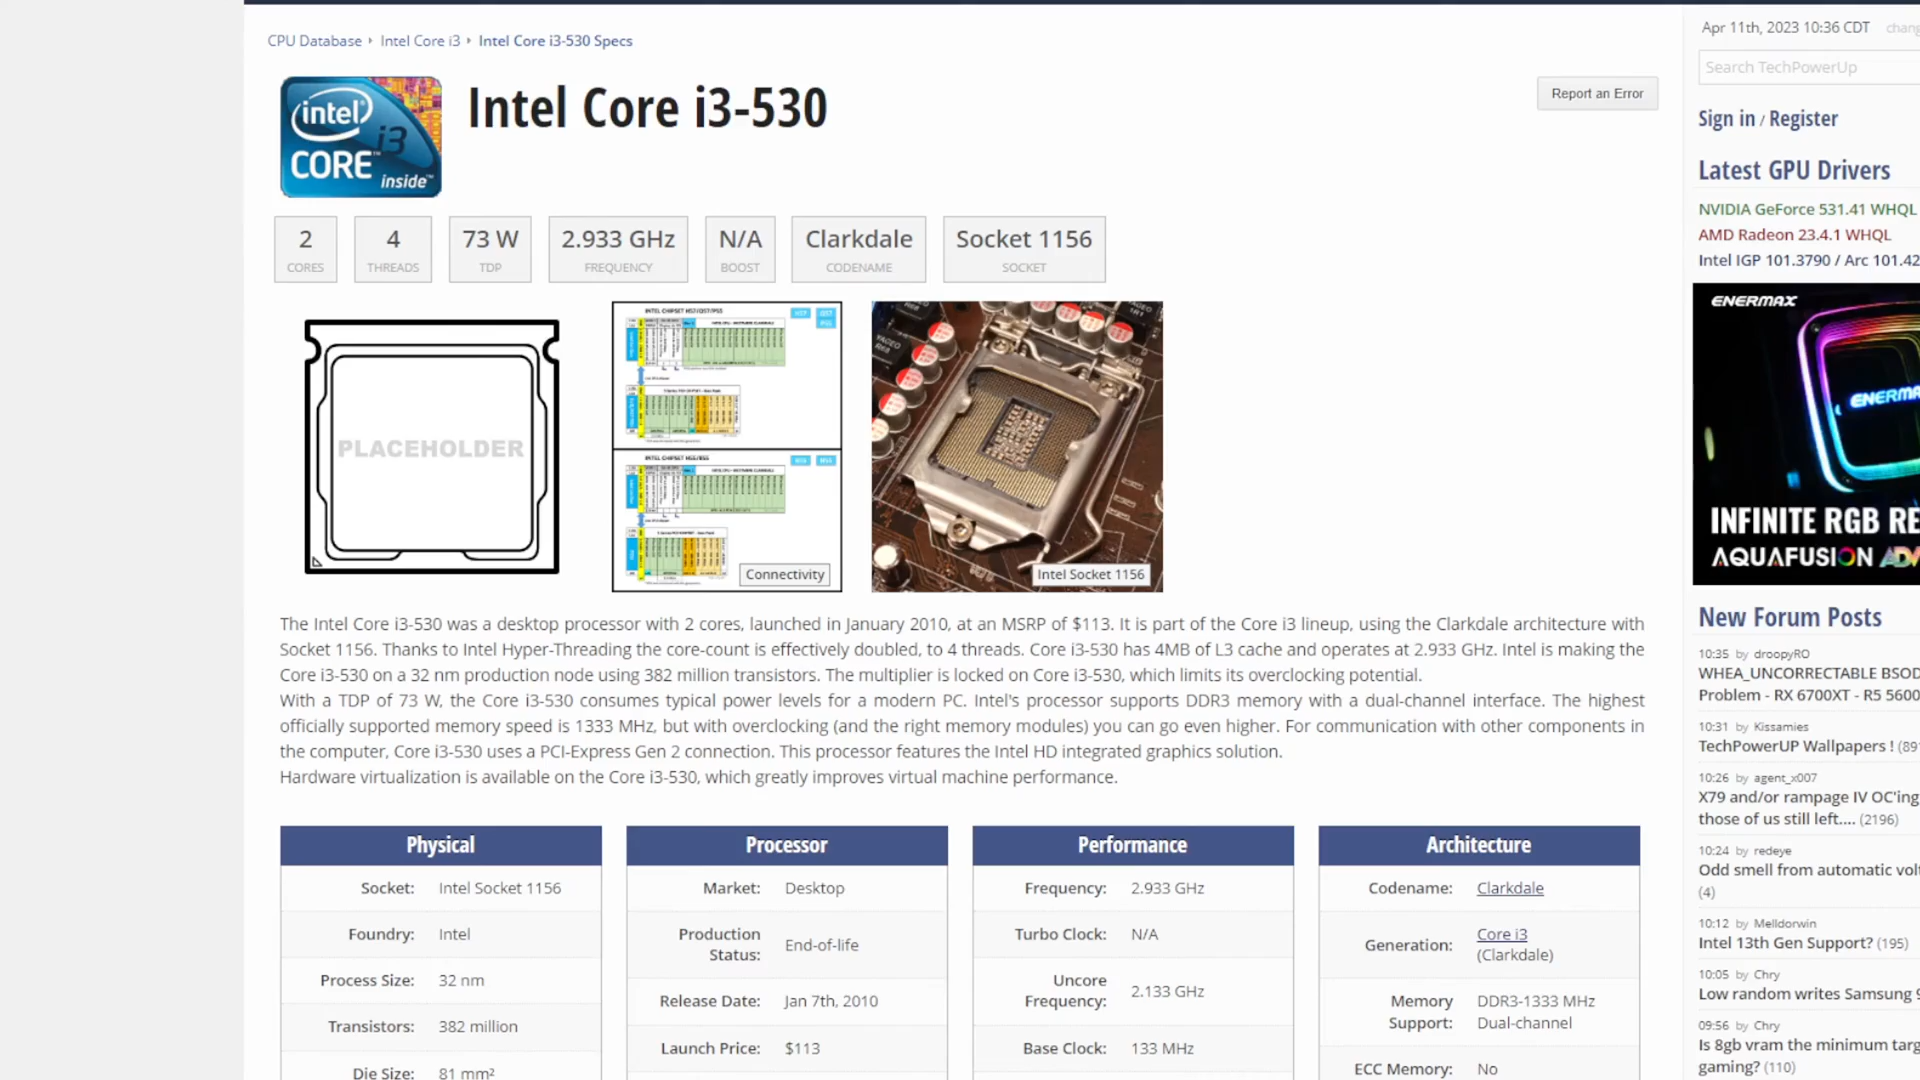 CPU Database › Intel Core i3 › Intel Core i3-530 Specs
intel
i3
CORE™
inside™
Intel Core i3-530
Report an Error
2
CORES
4
THREADS
73 W
TDP
2.933 GHz
FREQUENCY
N/A
BOOST
Clarkdale
CODENAME
Socket 1156
SOCKET
PLACEHOLDER
Connectivity
Intel Socket 1156
The Intel Core i3-530 was a desktop processor with 2 cores, launched in January 2010, at an MSRP of $113. It is part of the Core i3 lineup, using the Clarkdale architecture with
Socket 1156. Thanks to Intel Hyper-Threading the core-count is effectively doubled, to 4 threads. Core i3-530 has 4MB of L3 cache and operates at 2.933 GHz. Intel is making the
Core i3-530 on a 32 nm production node using 382 million transistors. The multiplier is locked on Core i3-530, which limits its overclocking potential.
With a TDP of 73 W, the Core i3-530 consumes typical power levels for a modern PC. Intel's processor supports DDR3 memory with a dual-channel interface. The highest
officially supported memory speed is 1333 MHz, but with overclocking (and the right memory modules) you can go even higher. For communication with other components in
the computer, Core i3-530 uses a PCI-Express Gen 2 connection. This processor features the Intel HD integrated graphics solution.
Hardware virtualization is available on the Core i3-530, which greatly improves virtual machine performance.
Physical
Socket: Intel Socket 1156
Foundry: Intel
Process Size: 32 nm
Transistors: 382 million
Die Size: 81 mm²
Processor
Market: Desktop
Production
Status: End-of-life
Release Date: Jan 7th, 2010
Launch Price: $113
Performance
Frequency: 2.933 GHz
Turbo Clock: N/A
Uncore
Frequency: 2.133 GHz
Base Clock: 133 MHz
Architecture
Codename: Clarkdale
Generation: Core i3
(Clarkdale)
Memory DDR3-1333 MHz
Support: Dual-channel
ECC Memory: No
Apr 11th, 2023 10:36 CDT chang
Search TechPowerUp
Sign in / Register
Latest GPU Drivers
NVIDIA GeForce 531.41 WHQL
AMD Radeon 23.4.1 WHQL
Intel IGP 101.3790 / Arc 101.42
ENERMAX
ENERM
INFINITE RGB RE
AQUAFUSION ADV
New Forum Posts
10:35 by droopyRO
WHEA_UNCORRECTABLE BSOD
Problem - RX 6700XT - R5 5600
10:31 by Kissamies
TechPowerUP Wallpapers ! (891
10:26 by agent_x007
X79 and/or rampage IV OC'ing
those of us still left.... (2196)
10:24 by redeye
Odd smell from automatic volt
(4)
10:12 by Melldorwin
Intel 13th Gen Support? (195)
10:05 by Chry
Low random writes Samsung 9
09:56 by Chry
Is 8gb vram the minimum targ
gaming? (110)